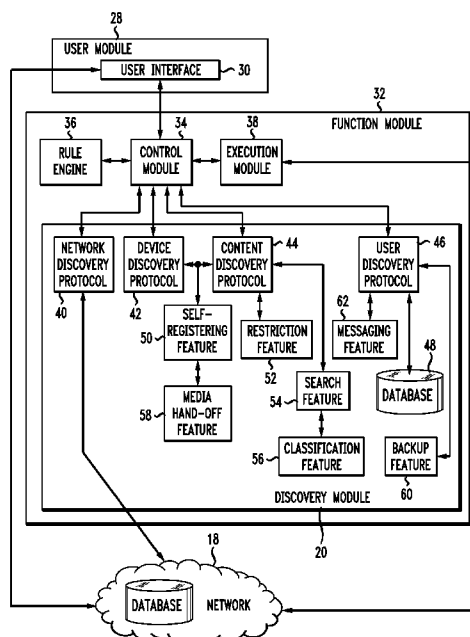 28
USER MODULE
USER INTERFACE
30
32
FUNCTION MODULE
36
RULE
ENGINE
34
CONTROL
MODULE
38
EXECUTION
MODULE
NETWORK
DISCOVERY
PROTOCOL
40
DEVICE
DISCOVERY
PROTOCOL
42
44
CONTENT
DISCOVERY
PROTOCOL
USER
DISCOVERY
PROTOCOL
46
SELF-
REGISTERING
FEATURE
50
RESTRICTION
FEATURE
52
62
MESSAGING
FEATURE
48
DATABASE
MEDIA
HAND-OFF
FEATURE
58
SEARCH
FEATURE
54
CLASSIFICATION
FEATURE
56
BACKUP
FEATURE
60
DISCOVERY MODULE
20
18
DATABASE
NETWORK